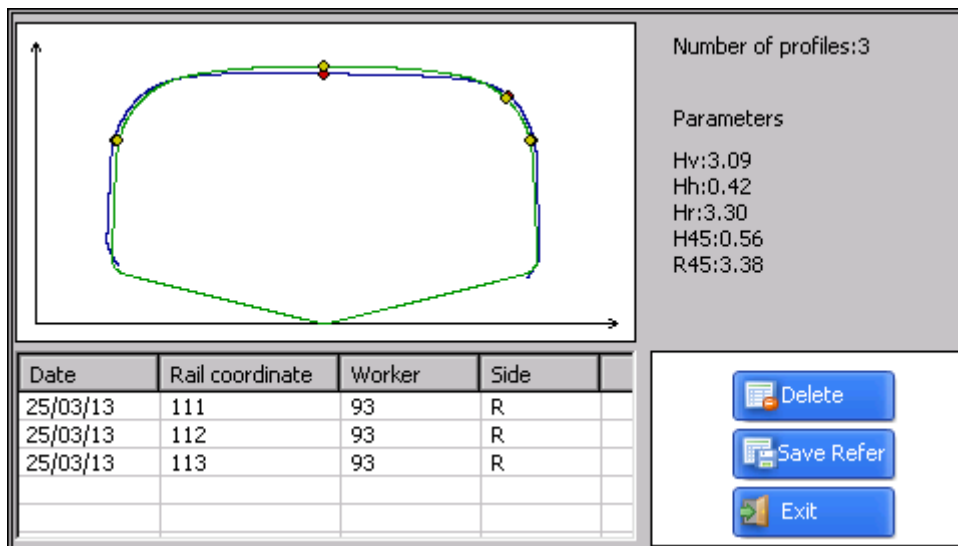 Number of profiles:3
Parameters
Hv:3.09
Hh:0.42
Hr:3.30
H45:0.56
R45:3.38
Date Rail coordinate Worker Side
25/03/13 111 93 R
25/03/13 112 93 R
25/03/13 113 93 R
Delete
Save Refer
Exit